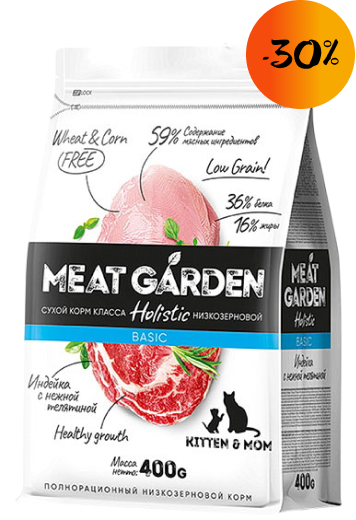 -30%
Wheat & Corn
FREE
59% Содержание
мясных ингредиентов
Low Grain!
36% белка
16% жиры
MEAT GARDEN
СУХОЙ КОРМ КЛАССА Holistic НИЗКОЗЕРНОВОЙ
BASIC
Индейка
с нежной
телятиной
Healthy growth
KITTEN & MOM
Масса
нетто: 400G
ПОЛНОРАЦИОННЫЙ НИЗКОЗЕРНОВОЙ КОРМ
MEAT
GARDEN
Holistic
BASIC
Индейка
с нежной телятиной
400G